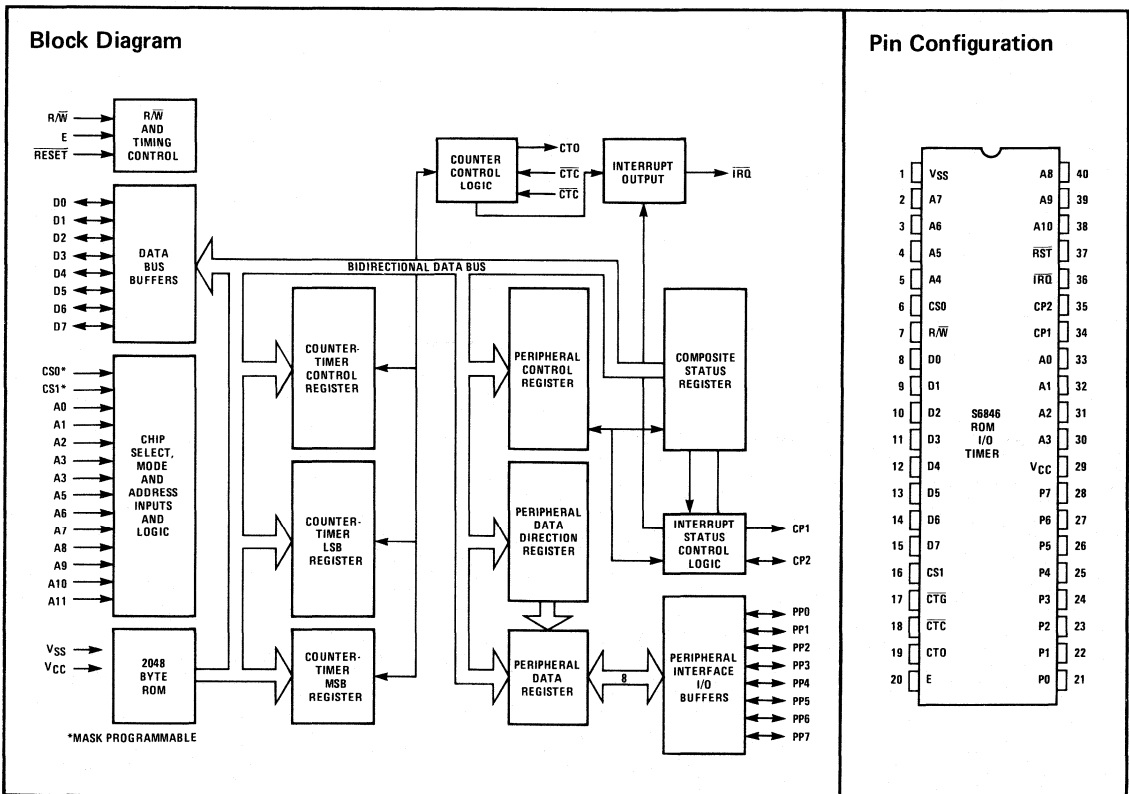 Block Diagram
R/W̅
E
R̅E̅S̅E̅T̅
R/W̅
AND
TIMING
CONTROL
D0
D1
D2
D3
D4
D5
D6
D7
DATA
BUS
BUFFERS
CS0*
CS1*
A0
A1
A2
A3
A3
A5
A6
A7
A8
A9
A10
A11
CHIP
SELECT,
MODE
AND
ADDRESS
INPUTS
AND
LOGIC
VSS
VCC
2048
BYTE
ROM
*MASK PROGRAMMABLE
COUNTER
CONTROL
LOGIC
CTO
C̅T̅C̅
C̅T̅C̅
INTERRUPT
OUTPUT
I̅R̅Q̅
BIDIRECTIONAL DATA BUS
COUNTER-
TIMER
CONTROL
REGISTER
COUNTER-
TIMER
LSB
REGISTER
COUNTER-
TIMER
MSB
REGISTER
PERIPHERAL
CONTROL
REGISTER
COMPOSITE
STATUS
REGISTER
PERIPHERAL
DATA
DIRECTION
REGISTER
INTERRUPT
STATUS
CONTROL
LOGIC
CP1
CP2
PERIPHERAL
DATA
REGISTER
8
PERIPHERAL
INTERFACE
I/O
BUFFERS
PP0
PP1
PP2
PP3
PP4
PP5
PP6
PP7
Pin Configuration
1 VSS A8 40
2 A7 A9 39
3 A6 A10 38
4 A5 R̅S̅T̅ 37
5 A4 I̅R̅Q̅ 36
6 CS0 CP2 35
7 R/W̅ CP1 34
8 D0 A0 33
9 D1 A1 32
10 D2 A2 31
11 D3 A3 30
12 D4 VCC 29
13 D5 P7 28
14 D6 P6 27
15 D7 P5 26
16 CS1 P4 25
17 C̅T̅G̅ P3 24
18 C̅T̅C̅ P2 23
19 CTO P1 22
20 E P0 21
S6846
ROM
I/O
TIMER